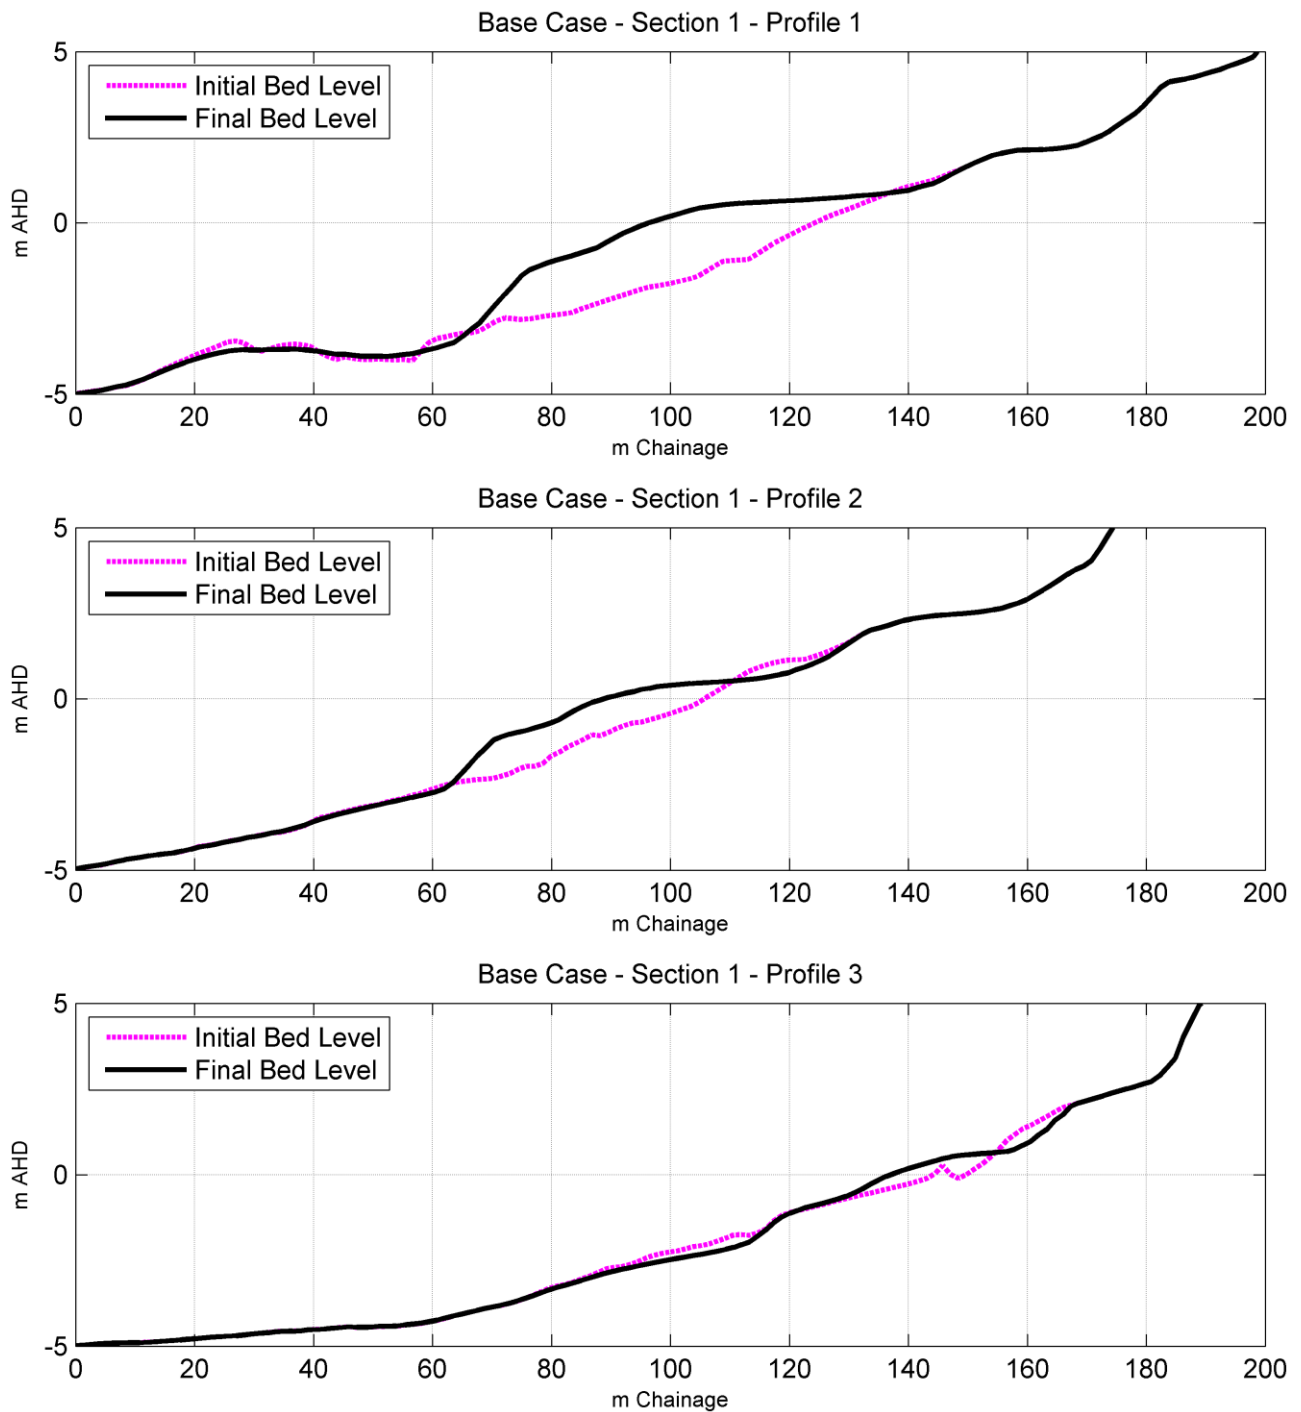 Base Case - Section 1 - Profile 1
5
Initial Bed Level
Final Bed Level
m AHD
0
-5
0 20 40 60 80 100 120 140 160 180 200
m Chainage
Base Case - Section 1 - Profile 2
5
Initial Bed Level
Final Bed Level
m AHD
0
-5
0 20 40 60 80 100 120 140 160 180 200
m Chainage
Base Case - Section 1 - Profile 3
5
Initial Bed Level
Final Bed Level
m AHD
0
-5
0 20 40 60 80 100 120 140 160 180 200
m Chainage